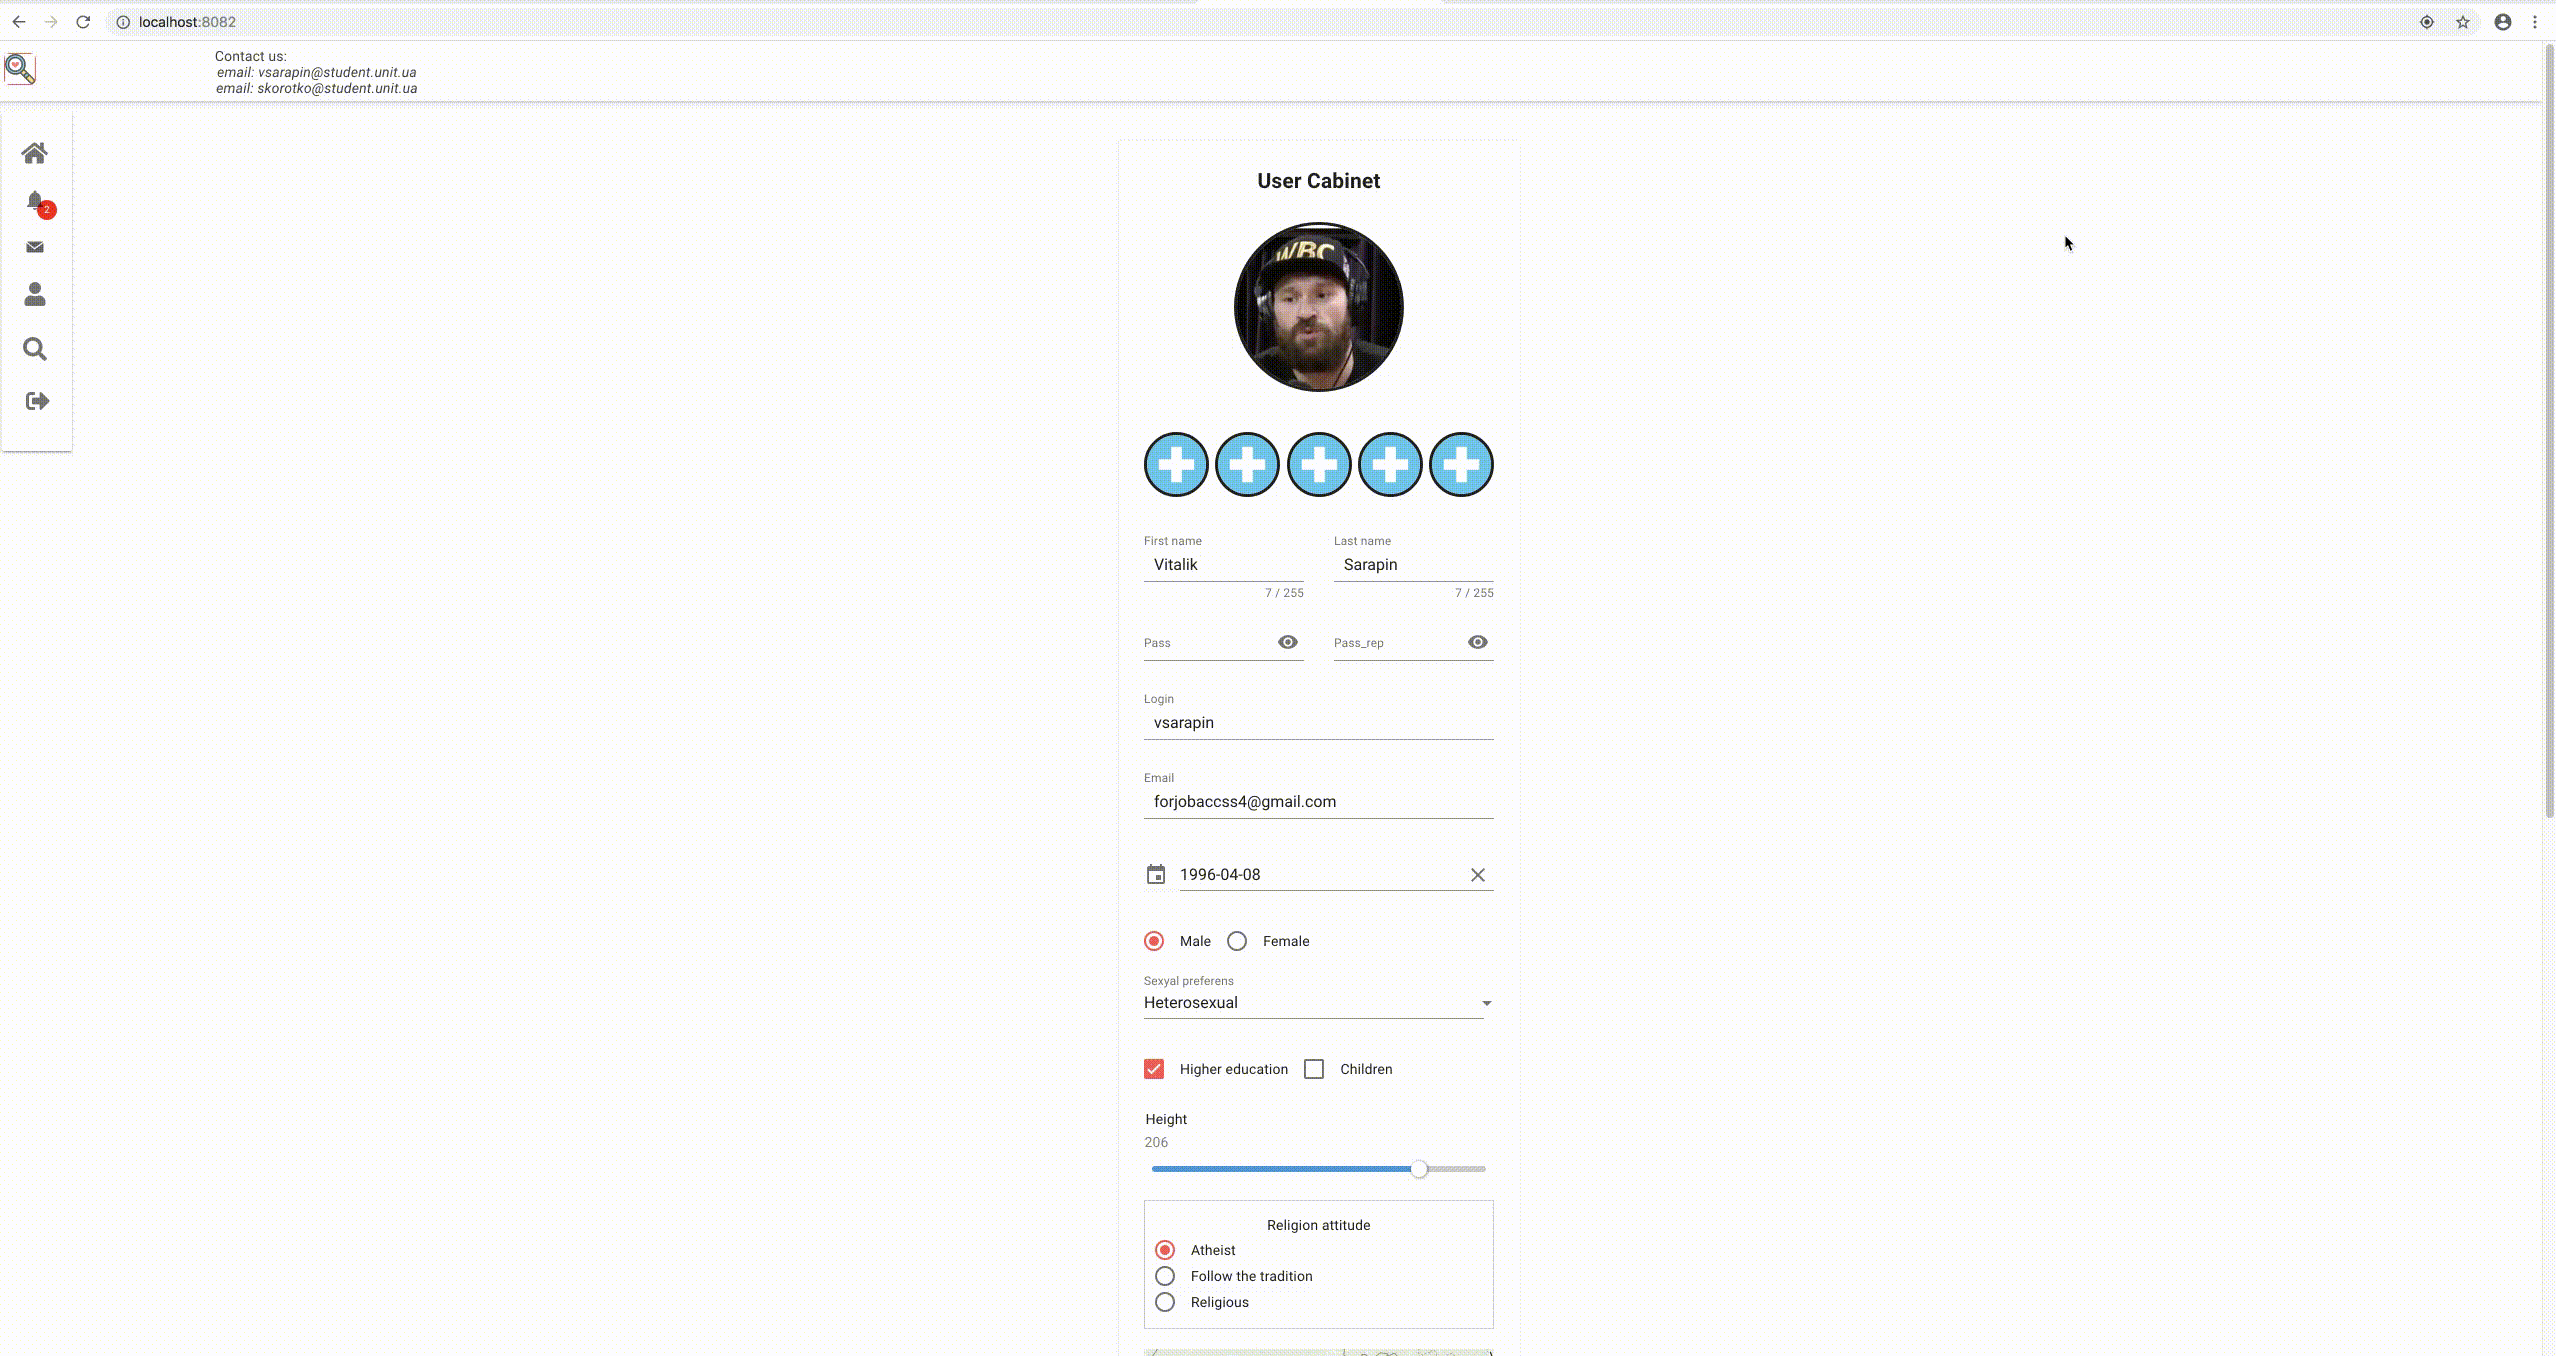 localhost:8082
Contact us:
email: vsarapin@student.unit.ua
email: skorotko@student.unit.ua
2
User Cabinet
WBC
First name
Last name
Vitalik
Sarapin
7 / 255
7 / 255
Pass
Pass_rep
Login
vsarapin
Email
forjobaccss4@gmail.com
1996-04-08
Male
Female
Sexyal preferens
Heterosexual
Higher education
Children
Height
206
Religion attitude
Atheist
Follow the tradition
Religious